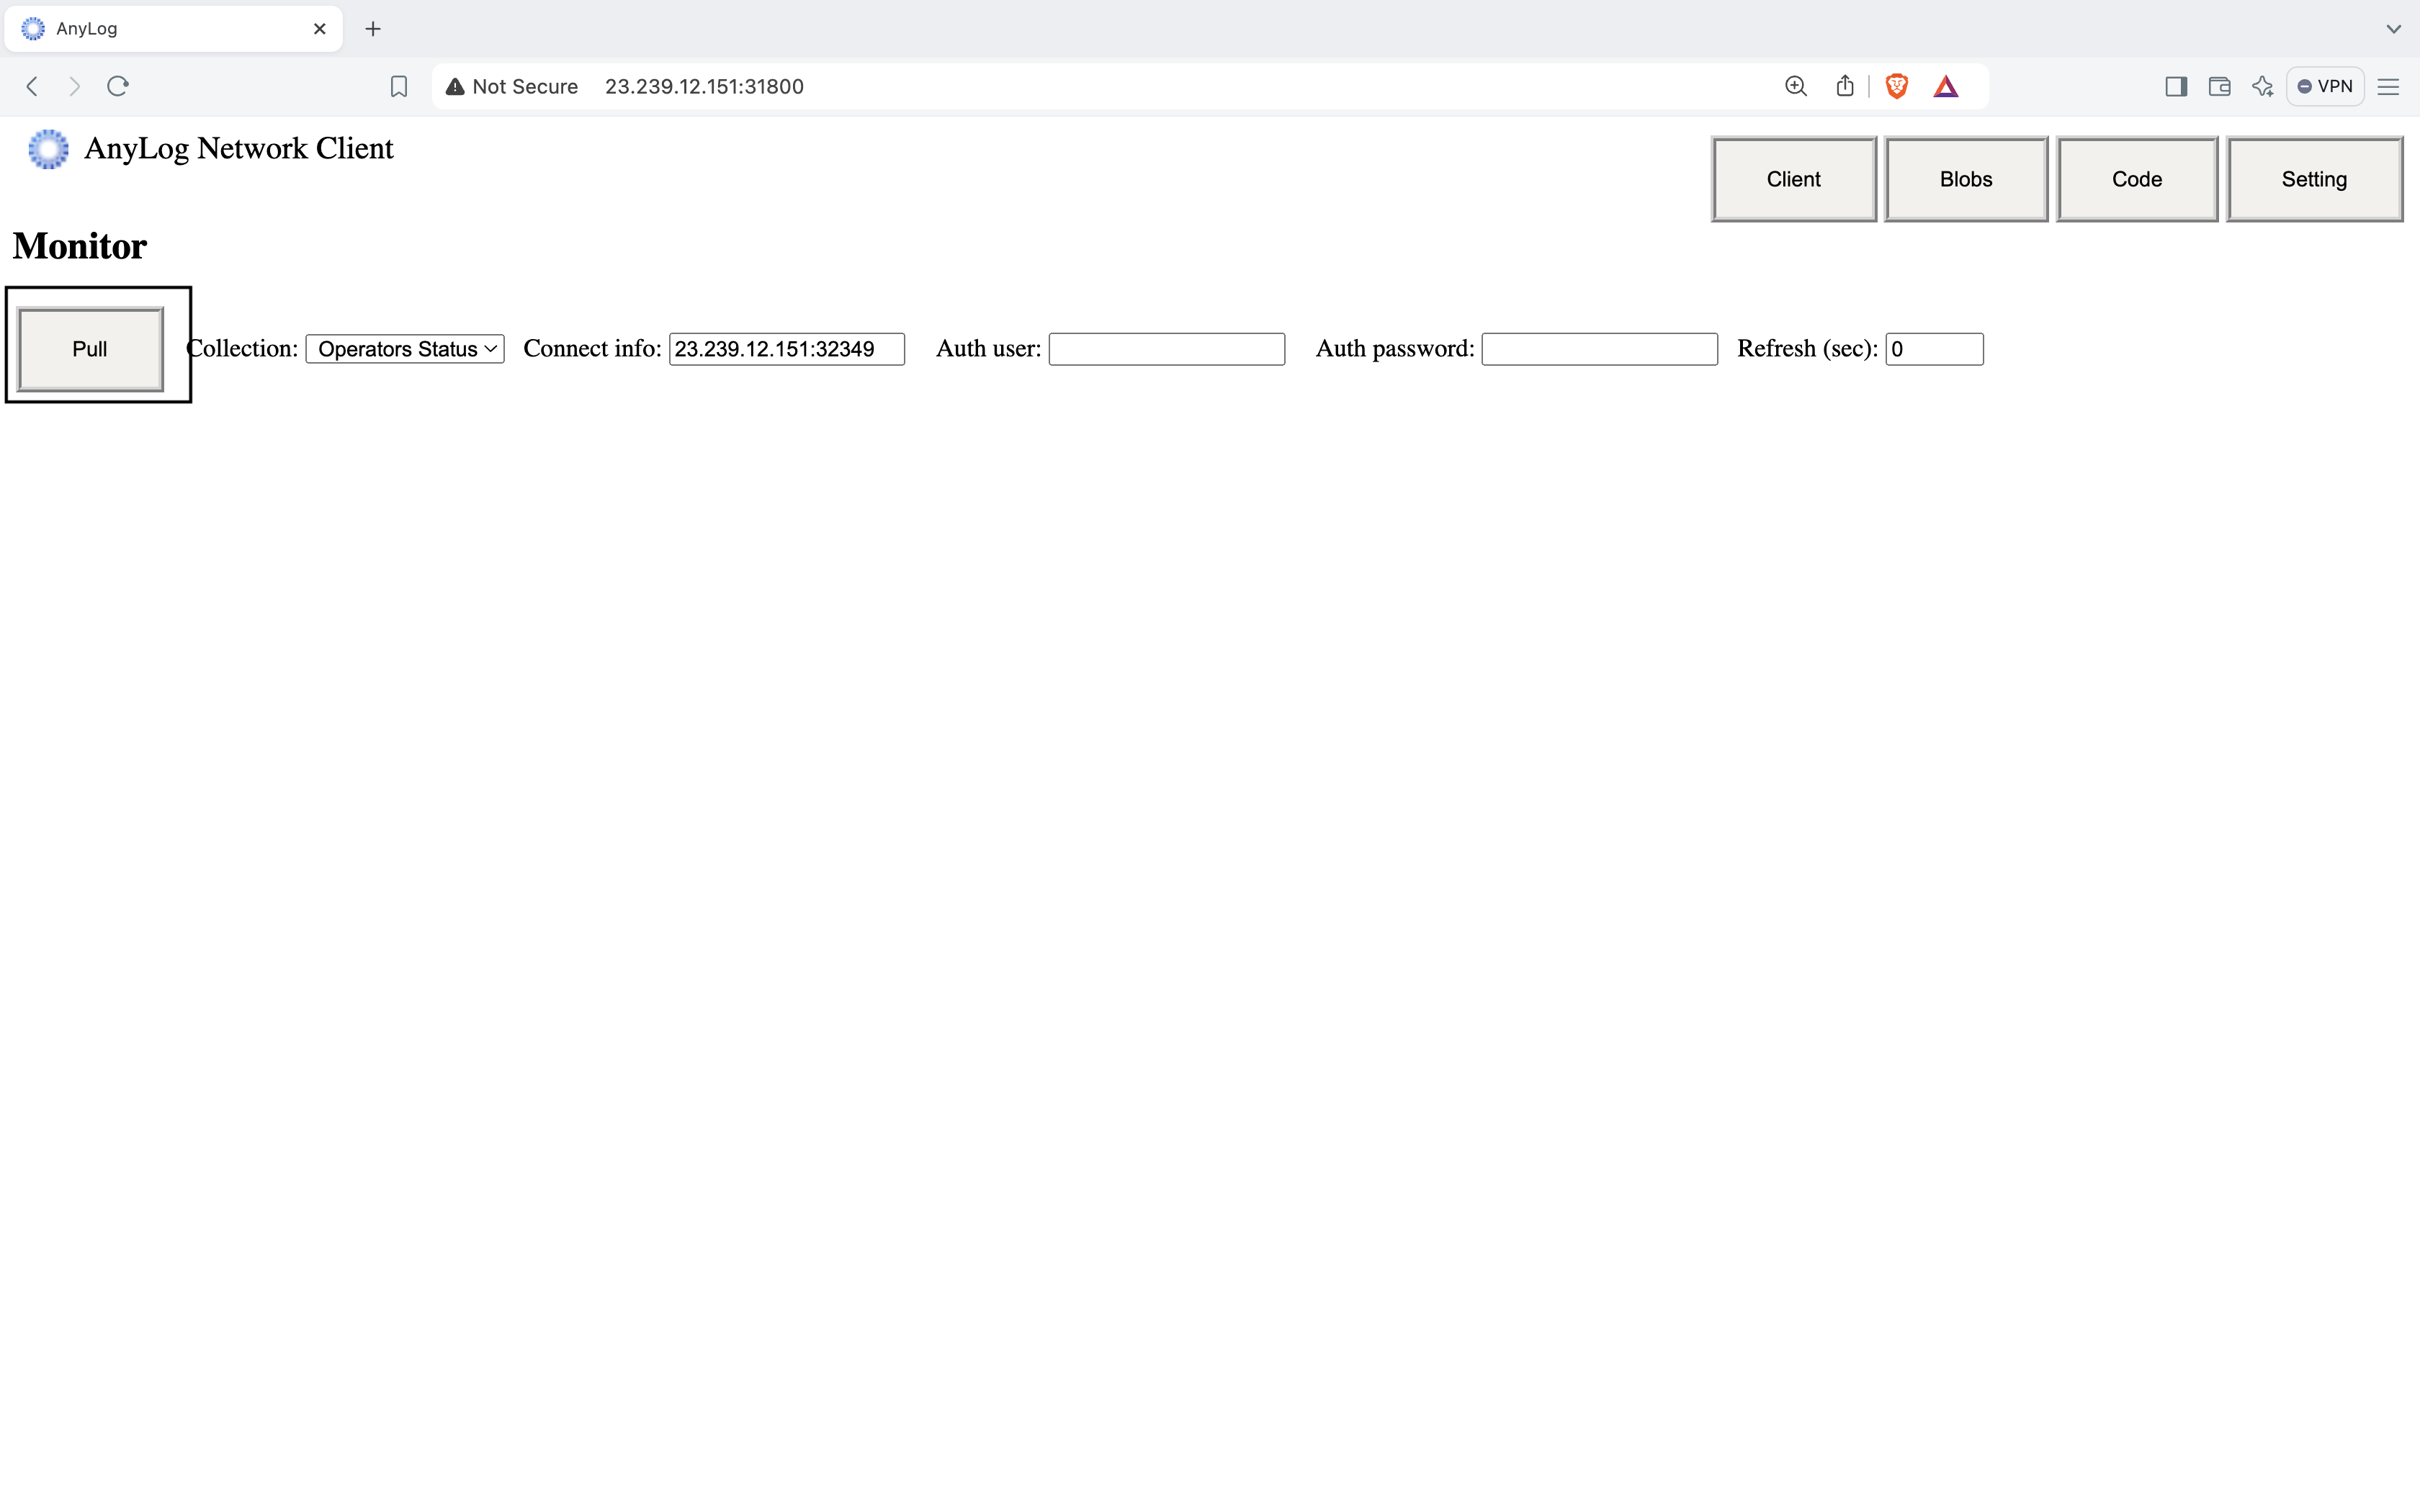 AnyLog
Not Secure 23.239.12.151:31800
VPN
AnyLog Network Client
Client Blobs Code Setting
Monitor
Pull Collection: Operators Status Connect info: 23.239.12.151:32349 Auth user: Auth password: Refresh (sec): 0